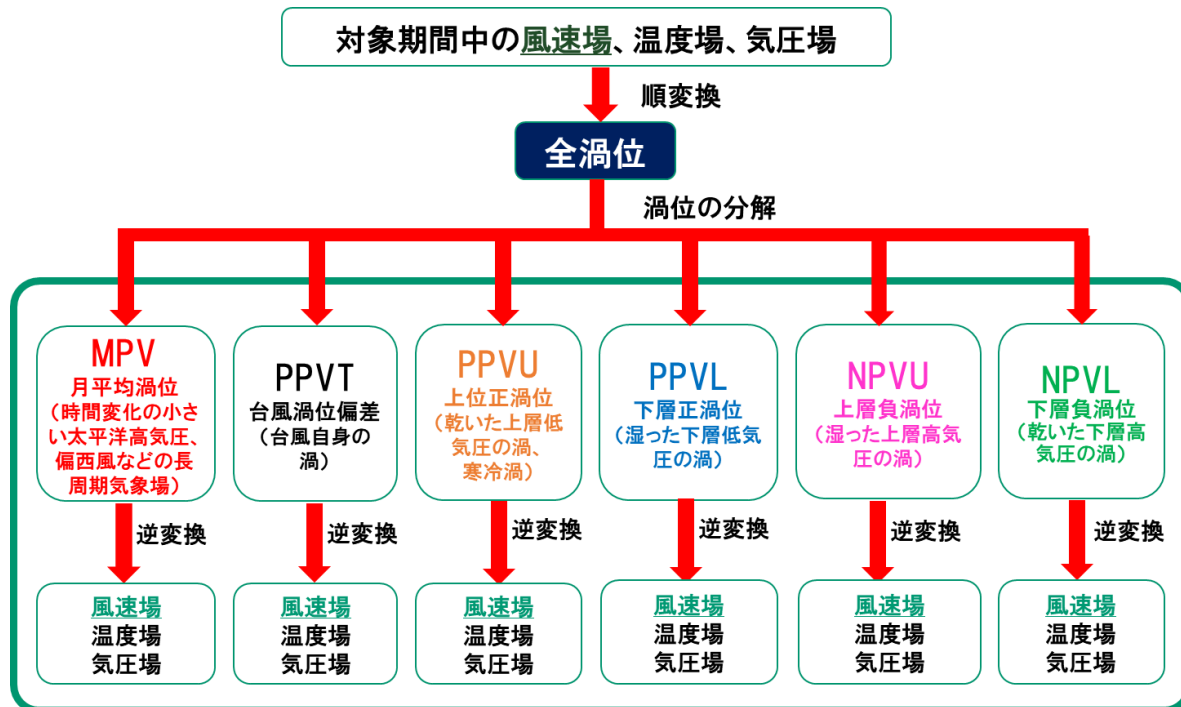 対象期間中の風速場、温度場、気圧場
順変換
全渦位
渦位の分解
MPV
月平均渦位
（時間変化の小さ
い太平洋高気圧、
偏西風などの長
周期気象場）
PPVT
台風渦位偏差
（台風自身の
渦）
PPVU
上位正渦位
（乾いた上層低
気圧の渦、
寒冷渦）
PPVL
下層正渦位
（湿った下層低気
圧の渦）
NPVU
上層負渦位
（湿った上層高気
圧の渦）
NPVL
下層負渦位
（乾いた下層高
気圧の渦）
逆変換
逆変換
逆変換
逆変換
逆変換
逆変換
風速場
温度場
気圧場
風速場
温度場
気圧場
風速場
温度場
気圧場
風速場
温度場
気圧場
風速場
温度場
気圧場
風速場
温度場
気圧場